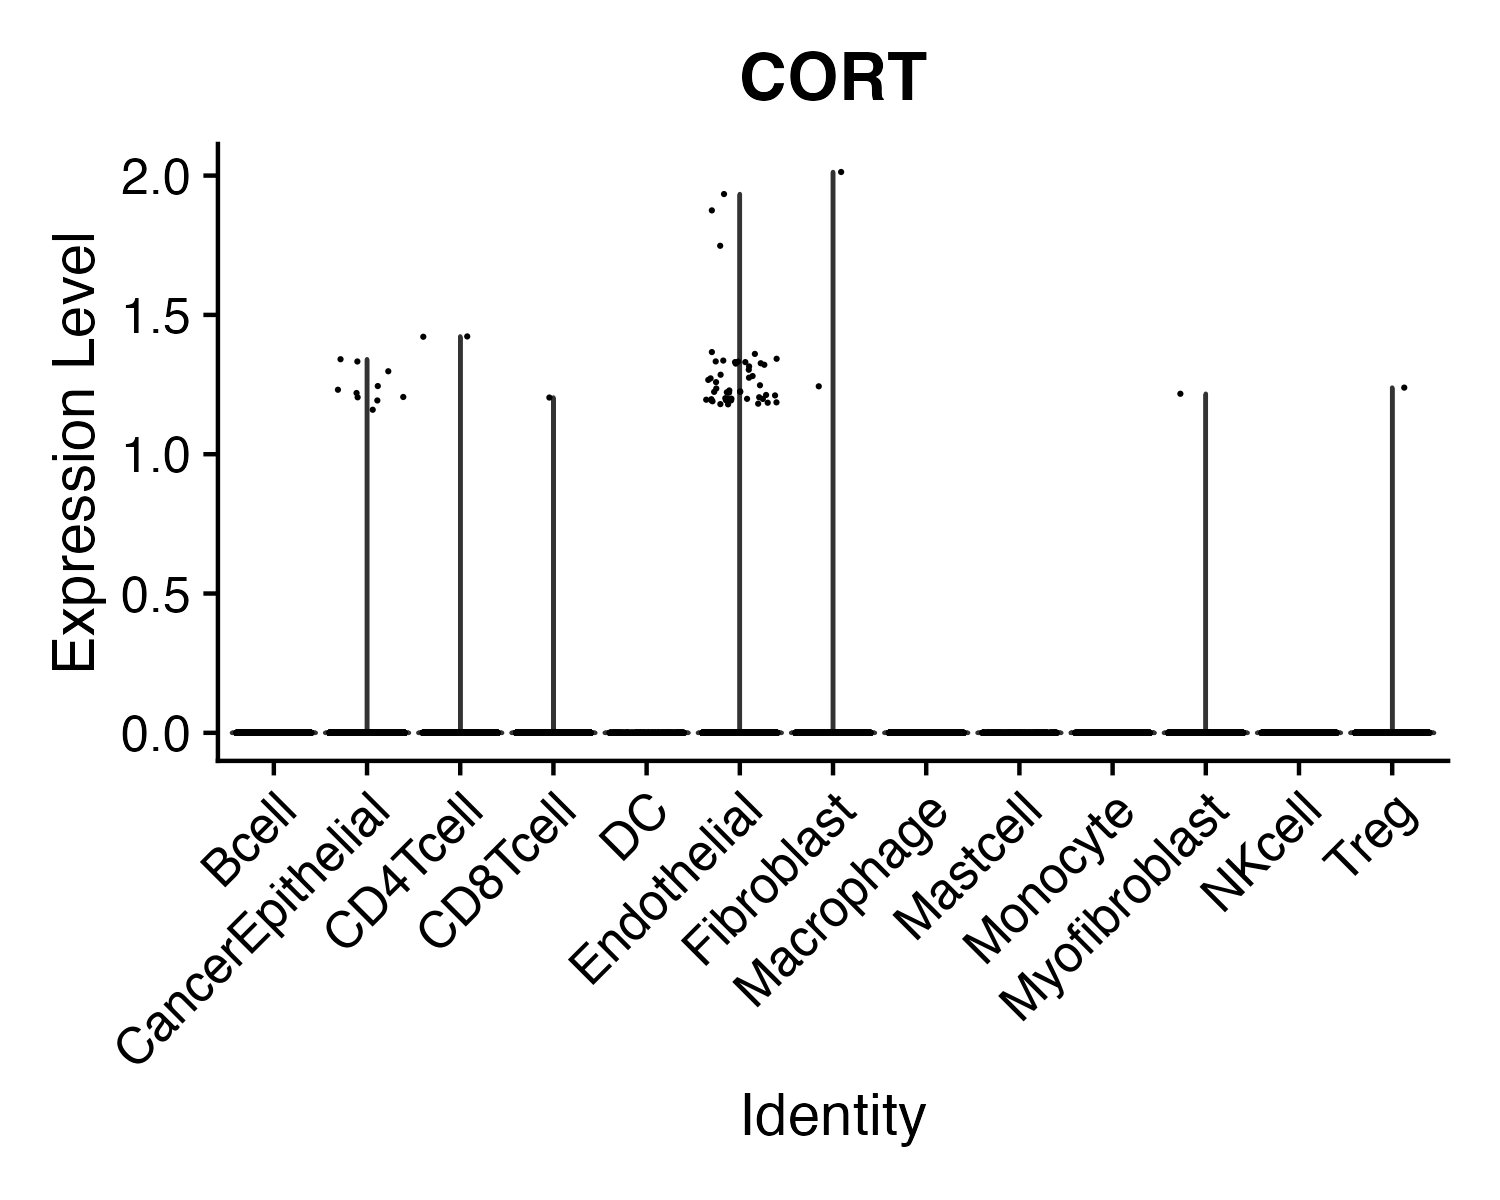 CORT
Expression Level
2.0
1.5
1.0
0.5
0.0
Bcell
CancerEpithelial
CD4Tcell
CD8Tcell
DC
Endothelial
Fibroblast
Macrophage
Mastcell
Monocyte
Myofibroblast
NKcell
Treg
Identity